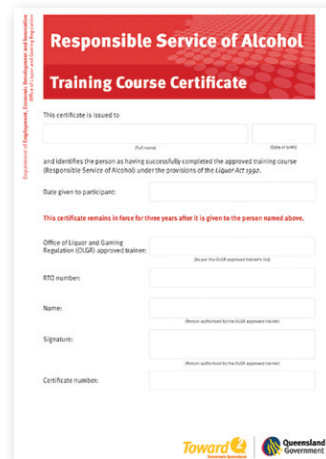 Department of Employment, Economic Development and Innovation
Office of Liquor and Gaming Regulation
Responsible Service of Alcohol
Training Course Certificate
This certificate is issued to
(Full name) (Date of birth)
and identifies the person as having successfully completed the approved training course
(Responsible Service of Alcohol) under the provisions of the Liquor Act 1992.
Date given to participant:
This certificate remains in force for three years after it is given to the person named above.
Office of Liquor and Gaming
Regulation (OLGR) approved trainer:
(As per the OLGR approved trainer's list)
RTO number:
Name:
(Person authorised by the OLGR approved trainer)
Signature:
(Person authorised by the OLGR approved trainer)
Certificate number:
Toward Q2
Queensland
Government